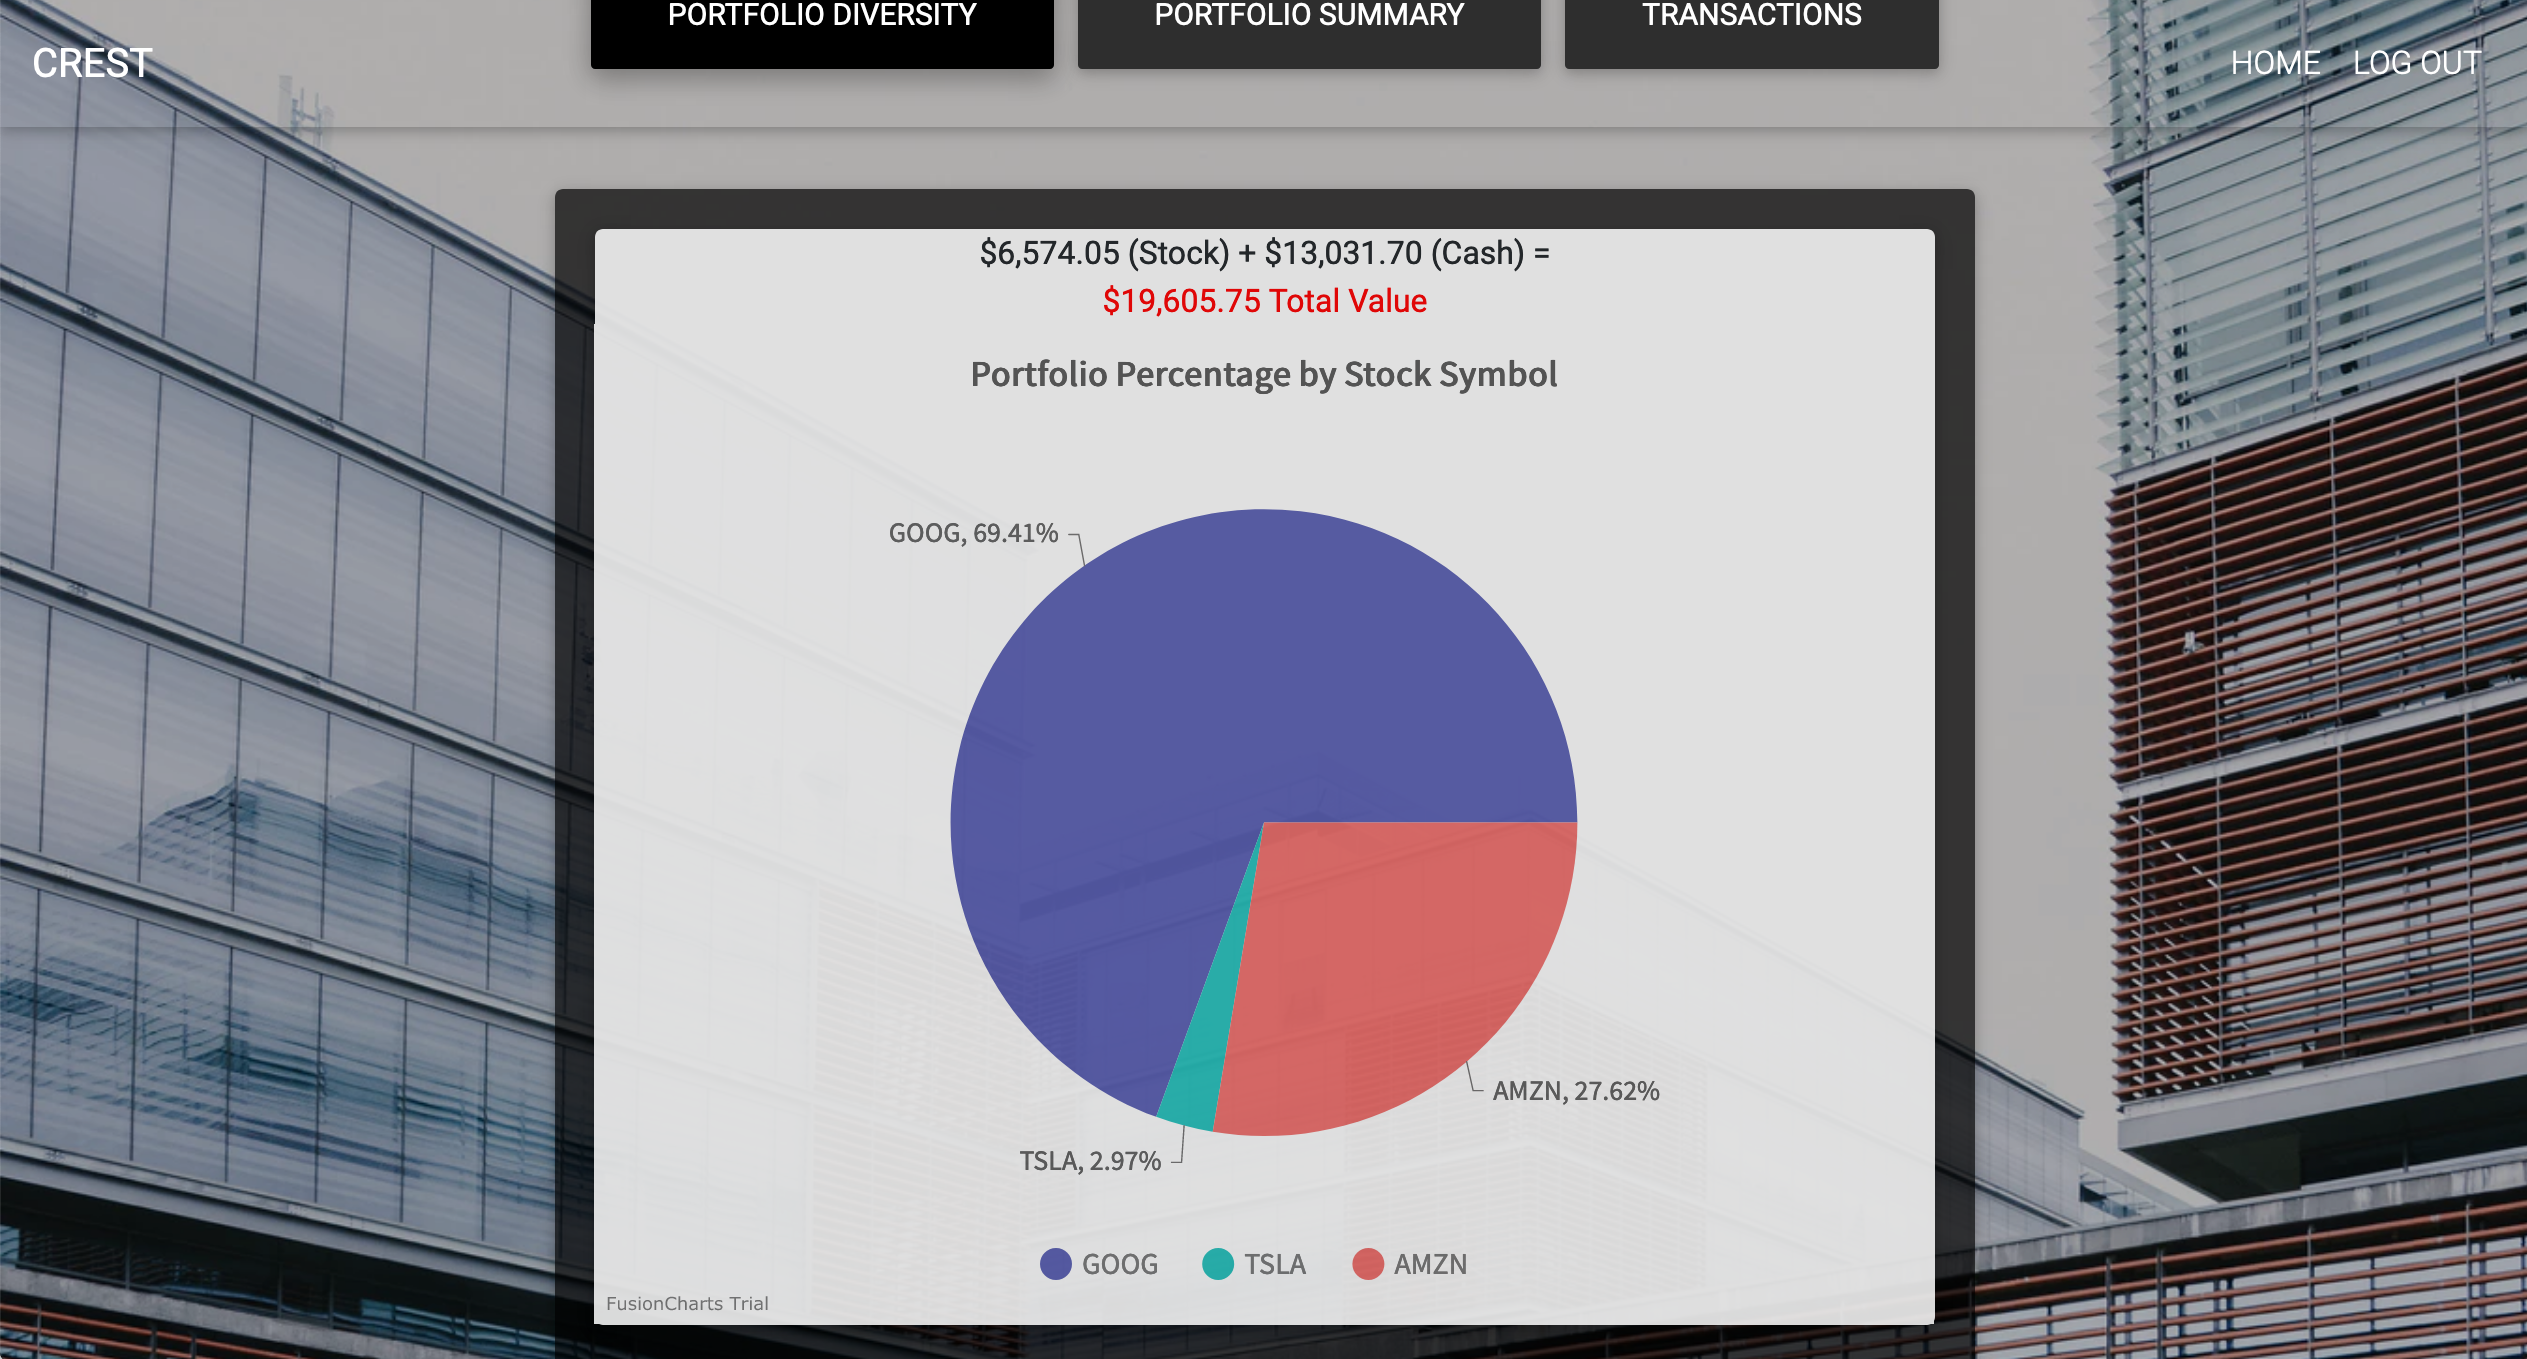 PORTFOLIO DIVERSITY
PORTFOLIO SUMMARY
TRANSACTIONS
CREST
HOME
LOG OUT
$6,574.05 (Stock) + $13,031.70 (Cash) =
$19,605.75 Total Value
Portfolio Percentage by Stock Symbol
GOOG, 69.41%
AMZN, 27.62%
TSLA, 2.97%
GOOG
TSLA
AMZN
FusionCharts Trial